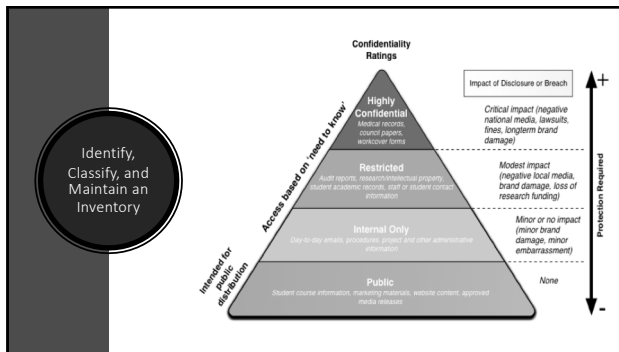 Identify,
Classify, and
Maintain an
Inventory
Confidentiality
Ratings
Access based on 'need to know'
Intended for
public
distribution
Highly
Confidential
Medical records,
council papers,
workcover forms
Restricted
Audit reports, research/intellectual property,
student academic records, staff or student contact
information
Internal Only
Day-to-day emails, procedures, project and other administrative
information
Public
Student course information, marketing materials, website content, approved
media releases
Impact of Disclosure or Breach
Critical impact (negative
national media, lawsuits,
fines, longterm brand
damage)
Modest impact
(negative local media,
brand damage, loss of
research funding)
Minor or no impact
(minor brand
damage, minor
embarrassment)
None
+
Protection Required
-